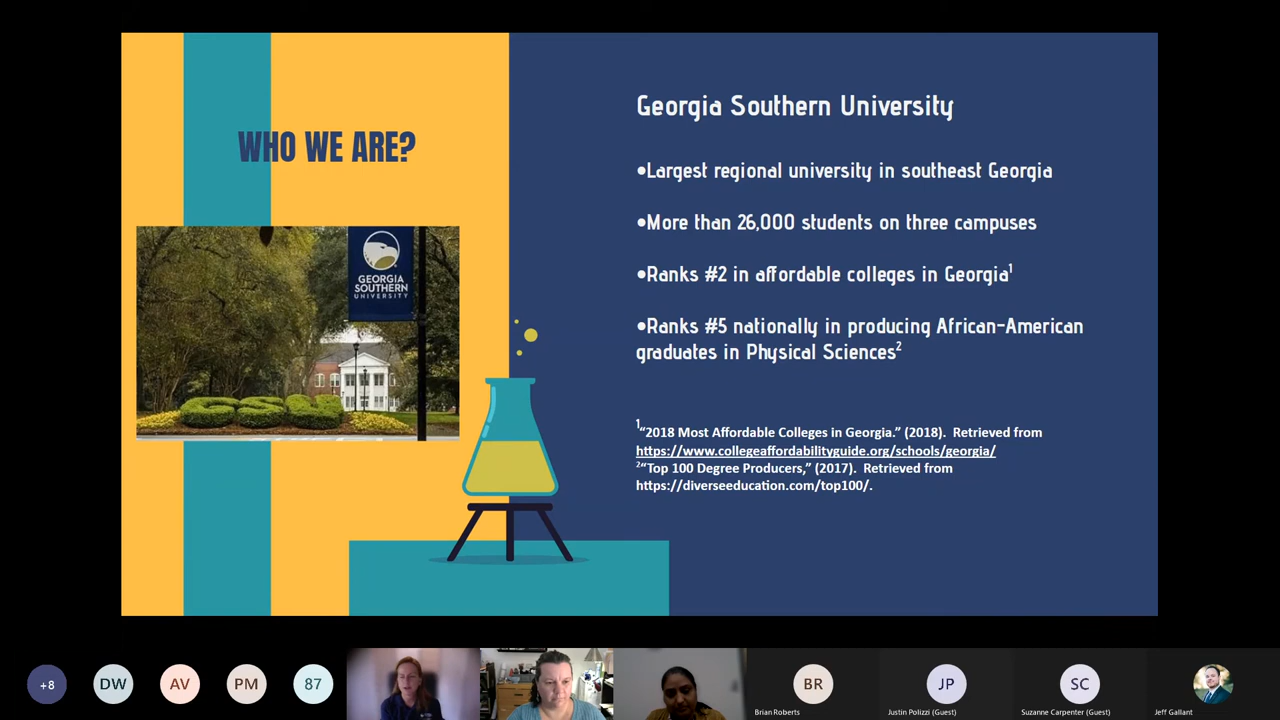 WHO WE ARE?
GEORGIA
SOUTHERN
UNIVERSITY
GSU
Georgia Southern University
•Largest regional university in southeast Georgia
•More than 26,000 students on three campuses
•Ranks #2 in affordable colleges in Georgia1
•Ranks #5 nationally in producing African-American
graduates in Physical Sciences2
1“2018 Most Affordable Colleges in Georgia.” (2018). Retrieved from
https://www.collegeaffordabilityguide.org/schools/georgia/
2“Top 100 Degree Producers,” (2017). Retrieved from
https://diverseeducation.com/top100/.
+8
DW
AV
PM
87
BR
Brian Roberts
JP
Justin Polizzi (Guest)
SC
Suzanne Carpenter (Guest)
Jeff Gallant